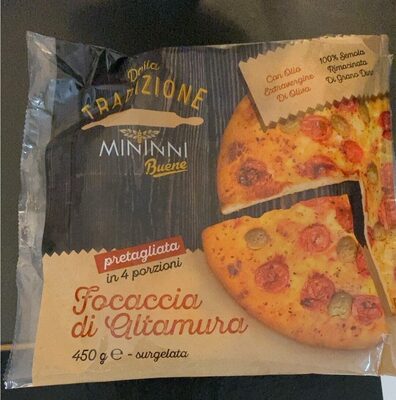 Della
TRADIZIONE
MININNI
Buène
Con Olio
Extravergine
Di Oliva
100% Semola
Rimacinata
Di Grano Duro
pretagliata
in 4 porzioni
Focaccia
di Altamura
450 g e - surgelata